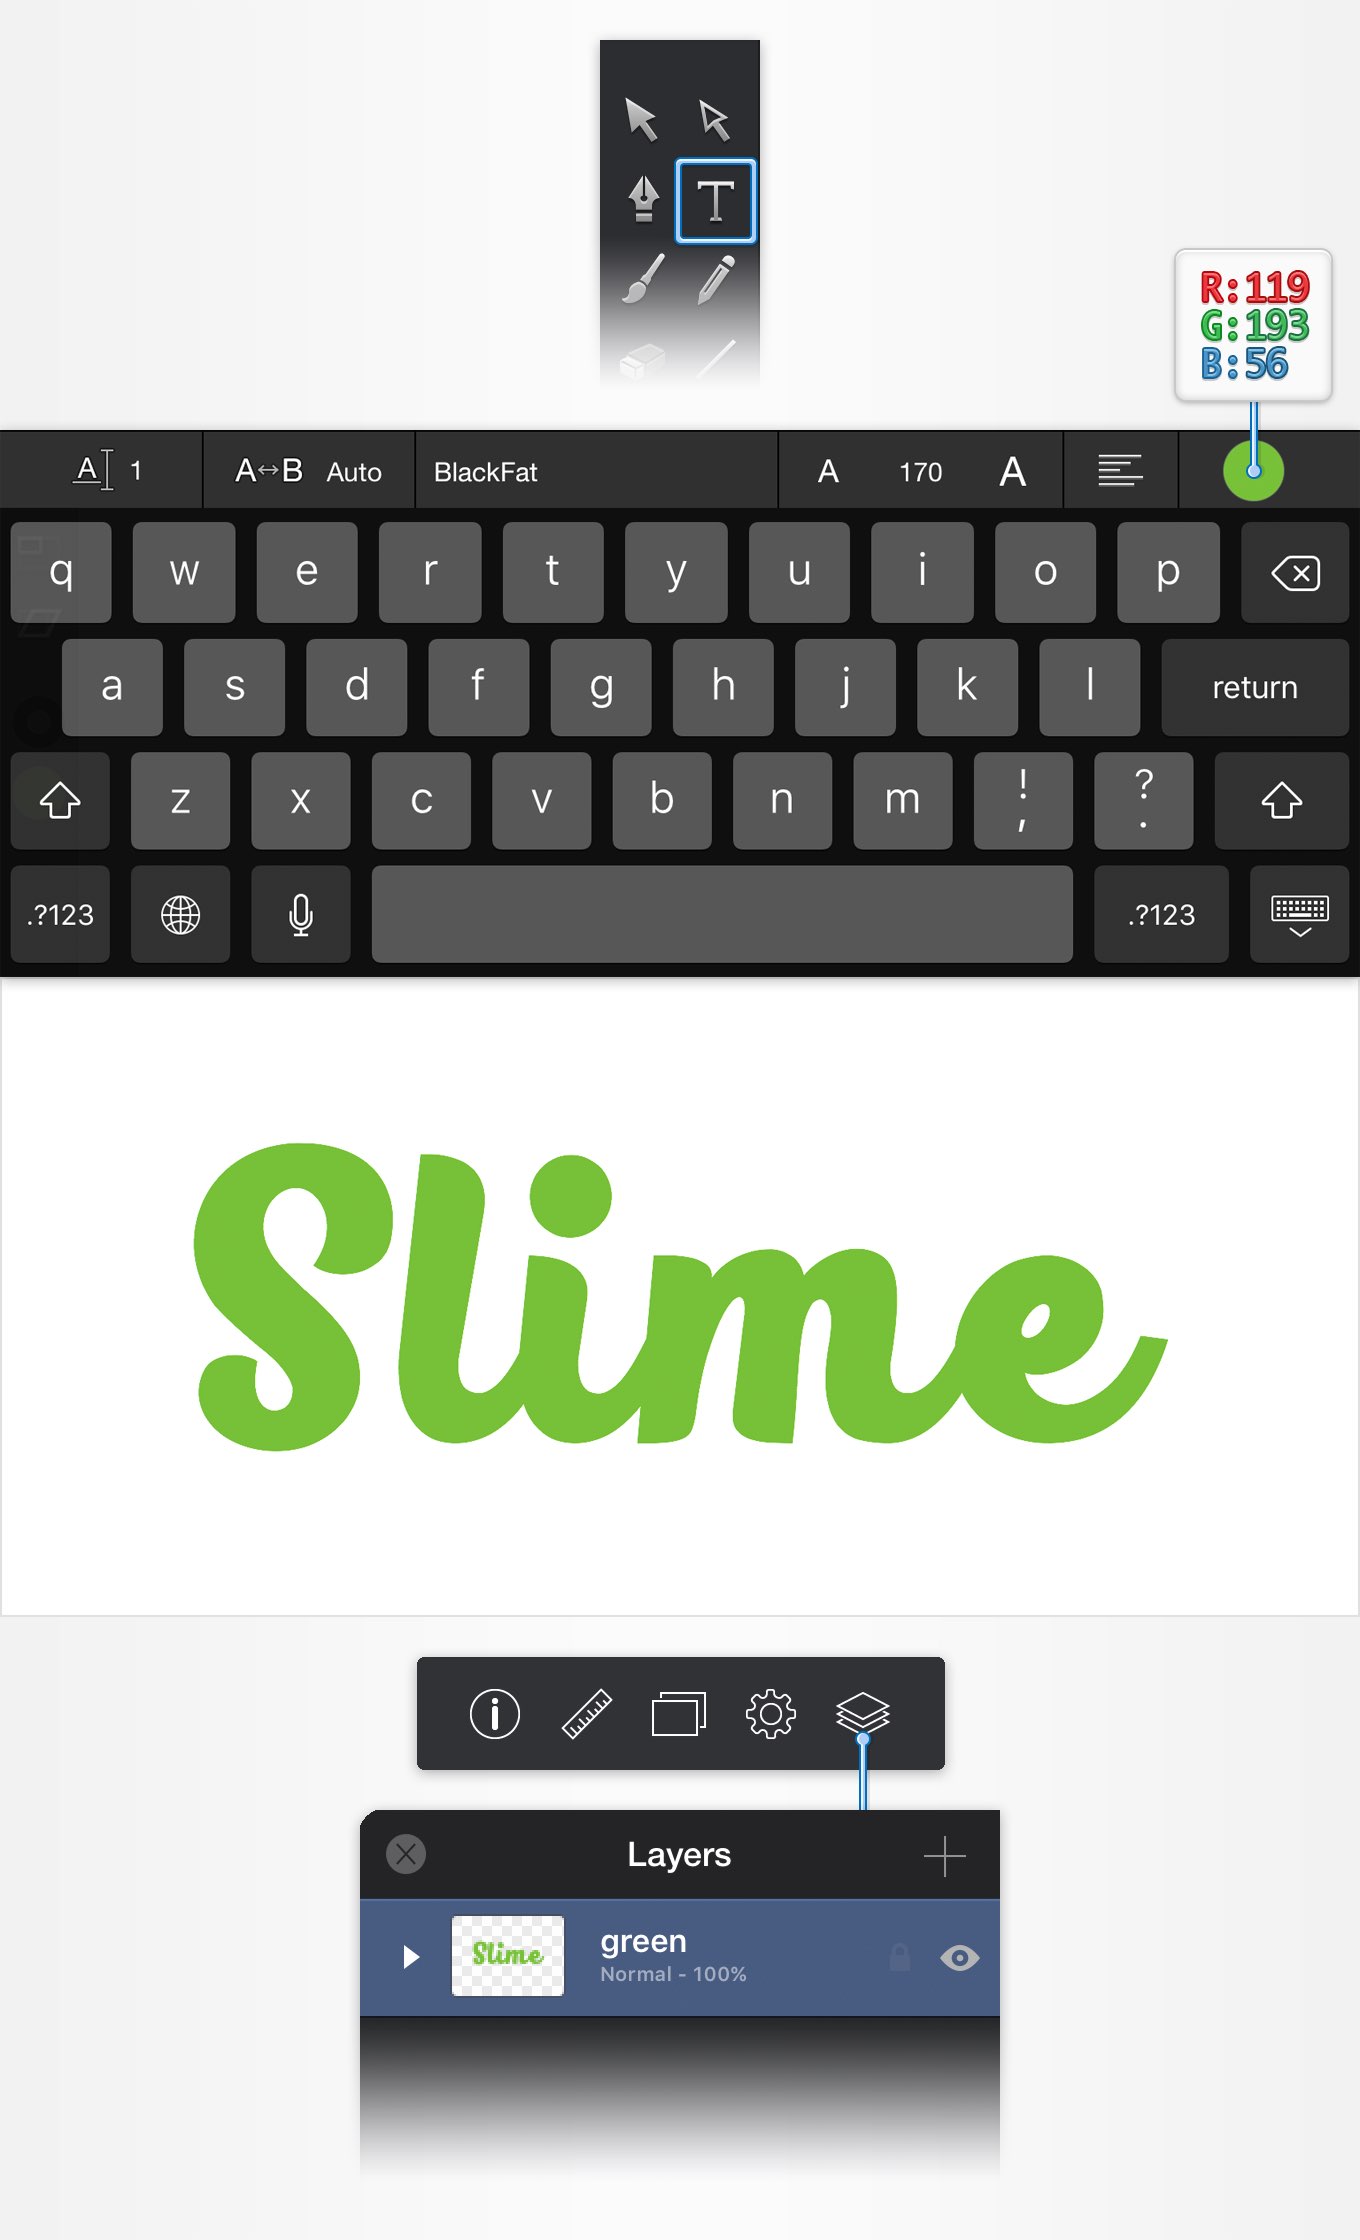 T
R:119
G:193
B:56
A 1 A↔B Auto BlackFat A 170 A
q w e r t y u i o p
a s d f g h j k l return
z x c v b n m ! , ? .
.?123 .?123
Slime
i
Layers
Slime green
Normal - 100%